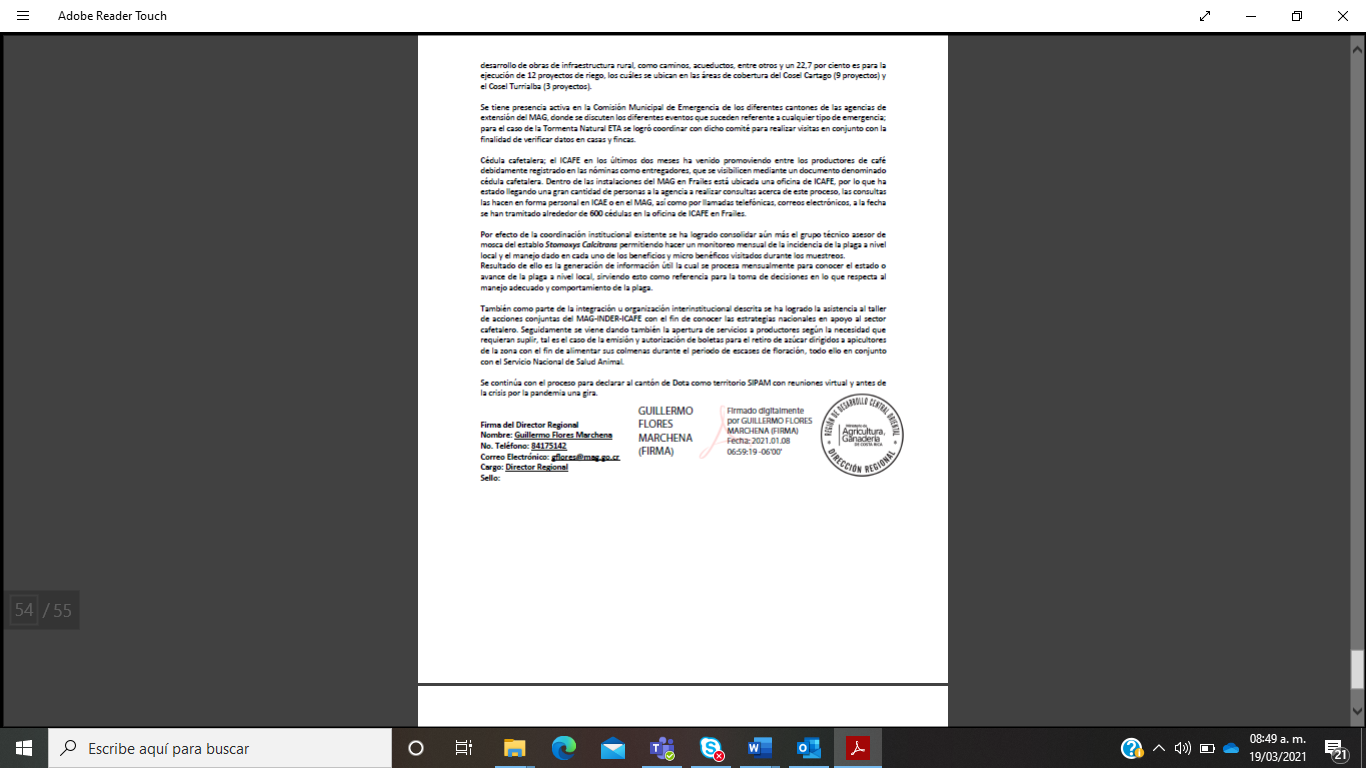 Adobe Reader Touch
desarrollo de obras de infraestructura rural, como caminos, acueductos, entre otros y un 22,7 por ciento es para la
ejecución de 12 proyectos de riego, los cuáles se ubican en las áreas de cobertura del Cosel Cartago (9 proyectos) y
el Cosel Turrialba (3 proyectos).
Se tiene presencia activa en la Comisión Municipal de Emergencia de los diferentes cantones de las agencias de
extensión del MAG, donde se discuten los diferentes eventos que suceden referente a cualquier tipo de emergencia;
para el caso de la Tormenta Natural ETA se logró coordinar con dicho comité para realizar visitas en conjunto con la
finalidad de verificar datos en casas y fincas.
Cédula cafetalera; el ICAFE en los últimos dos meses ha venido promoviendo entre los productores de café
debidamente registrado en las nóminas como entregadores, que se visibilicen mediante un documento denominado
cédula cafetalera. Dentro de las instalaciones del MAG en Frailes está ubicada una oficina de ICAFE, por lo que ha
estado llegando una gran cantidad de personas a la agencia a realizar consultas acerca de este proceso, las consultas
las hacen en forma personal en ICAE o en el MAG, así como por llamadas telefónicas, correos electrónicos, a la fecha
se han tramitado alrededor de 600 cédulas en la oficina de ICAFE en Frailes.
Por efecto de la coordinación institucional existente se ha logrado consolidar aún más el grupo técnico asesor de
mosca del establo Stomoxys Calcitrans permitiendo hacer un monitoreo mensual de la incidencia de la plaga a nivel
local y el manejo dado en cada uno de los beneficios y micro benéficos visitados durante los muestreos.
Resultado de ello es la generación de información útil la cual se procesa mensualmente para conocer el estado o
avance de la plaga a nivel local, sirviendo esto como referencia para la toma de decisiones en lo que respecta al
manejo adecuado y comportamiento de la plaga.
También como parte de la integración u organización interinstitucional descrita se ha logrado la asistencia al taller
de acciones conjuntas del MAG-INDER-ICAFE con el fin de conocer las estrategias nacionales en apoyo al sector
cafetalero. Seguidamente se viene dando también la apertura de servicios a productores según la necesidad que
requieran suplir, tal es el caso de la emisión y autorización de boletas para el retiro de azúcar dirigidos a apicultores
de la zona con el fin de alimentar sus colmenas durante el periodo de escases de floración, todo ello en conjunto
con el Servicio Nacional de Salud Animal.
Se continúa con el proceso para declarar al cantón de Dota como territorio SIPAM con reuniones virtual y antes de
la crisis por la pandemia una gira.
Firma del Director Regional
Nombre: Guillermo Flores Marchena
No. Teléfono: 84175142
Correo Electrónico: gflores@mag.go.cr
Cargo: Director Regional
Sello:
GUILLERMO
FLORES
MARCHENA
(FIRMA)
Firmado digitalmente
por GUILLERMO FLORES
MARCHENA (FIRMA)
Fecha: 2021.01.08
06:59:19 -06'00'
REGIÓN DE DESARROLLO CENTRAL ORIENTAL
Agricultura,
Ganadería
DIRECCIÓN REGIONAL
54 / 55
Escribe aquí para buscar
08:49 a. m.
19/03/2021
21